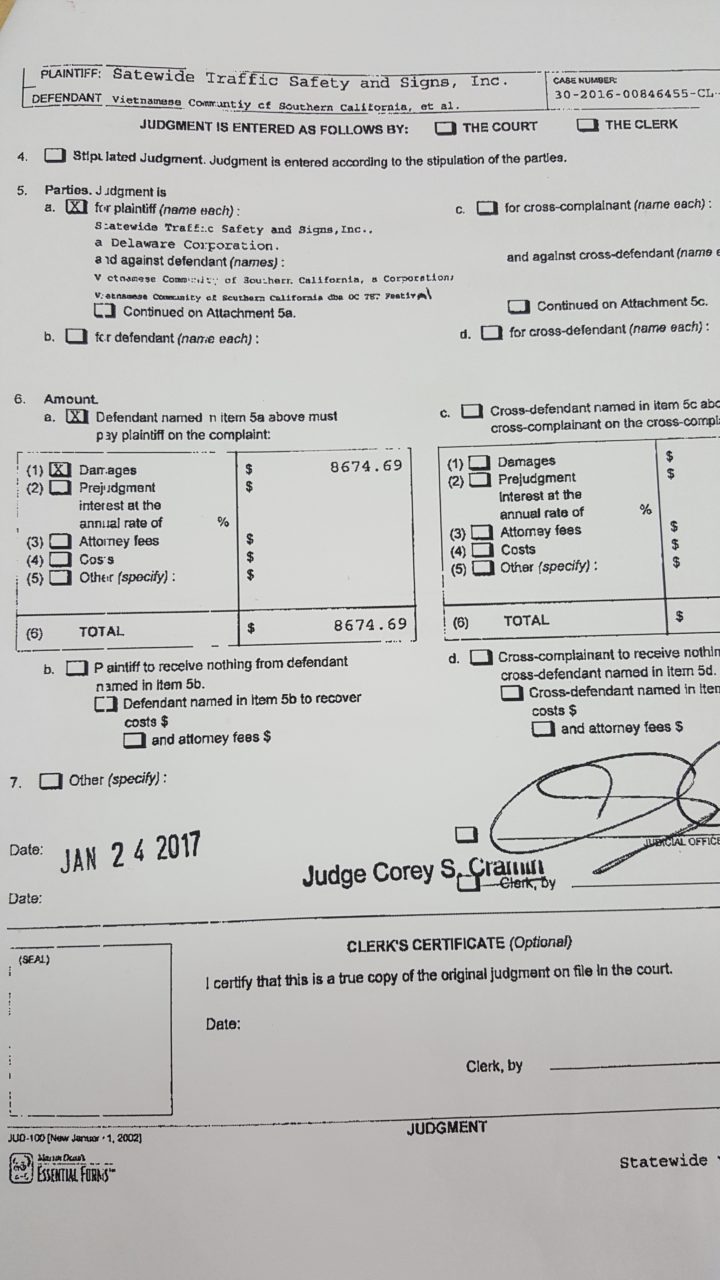 PLAINTIFF: Satewide Traffic Safety and Signs, Inc.
CASE NUMBER:
30-2016-00846455-CL-
DEFENDANT Vietnamese Communtiy of Southern California, et al.
JUDGMENT IS ENTERED AS FOLLOWS BY: THE COURT THE CLERK
4. Stipulated Judgment. Judgment is entered according to the stipulation of the parties.
5. Parties. Judgment is
a. X for plaintiff (name each) :
Statewide Traffic Safety and Signs, Inc..
a Delaware Corporation.
and against defendant (names) :
Vietnamese Community of Southern California, a Corporation;
Vietnamese Community of Southern California dba OC TET Festival
Continued on Attachment 5a.
b. for defendant (name each) :
c. for cross-complainant (name each) :
and against cross-defendant (name e
Continued on Attachment 5c.
d. for cross-defendant (name each) :
6. Amount.
a. X Defendant named in item 5a above must
pay plaintiff on the complaint:
(1) X Damages $ 8674.69
(2) Prejudgment $
interest at the
annual rate of %
(3) Attorney fees $
(4) Costs $
(5) Other (specify) : $
(6) TOTAL $ 8674.69
c. Cross-defendant named in item 5c abo
cross-complainant on the cross-compl
(1) Damages $
(2) Prejudgment $
interest at the
annual rate of %
(3) Attorney fees $
(4) Costs $
(5) Other (specify) : $
(6) TOTAL $
b. Plaintiff to receive nothing from defendant
named in item 5b.
Defendant named in item 5b to recover
costs $
and attorney fees $
d. Cross-complainant to receive nothin
cross-defendant named in item 5d.
Cross-defendant named in item
costs $
and attorney fees $
7. Other (specify) :
Date: JAN 24 2017
JUDICIAL OFFICE
Judge Corey S. Cramin
Date:
Clerk, by
(SEAL)
CLERK'S CERTIFICATE (Optional)
I certify that this is a true copy of the original judgment on file in the court.
Date:
Clerk, by
JUD-100 [New January 1, 2002]
JUDGMENT
Martin Dean's
ESSENTIAL FORMS™
Statewide